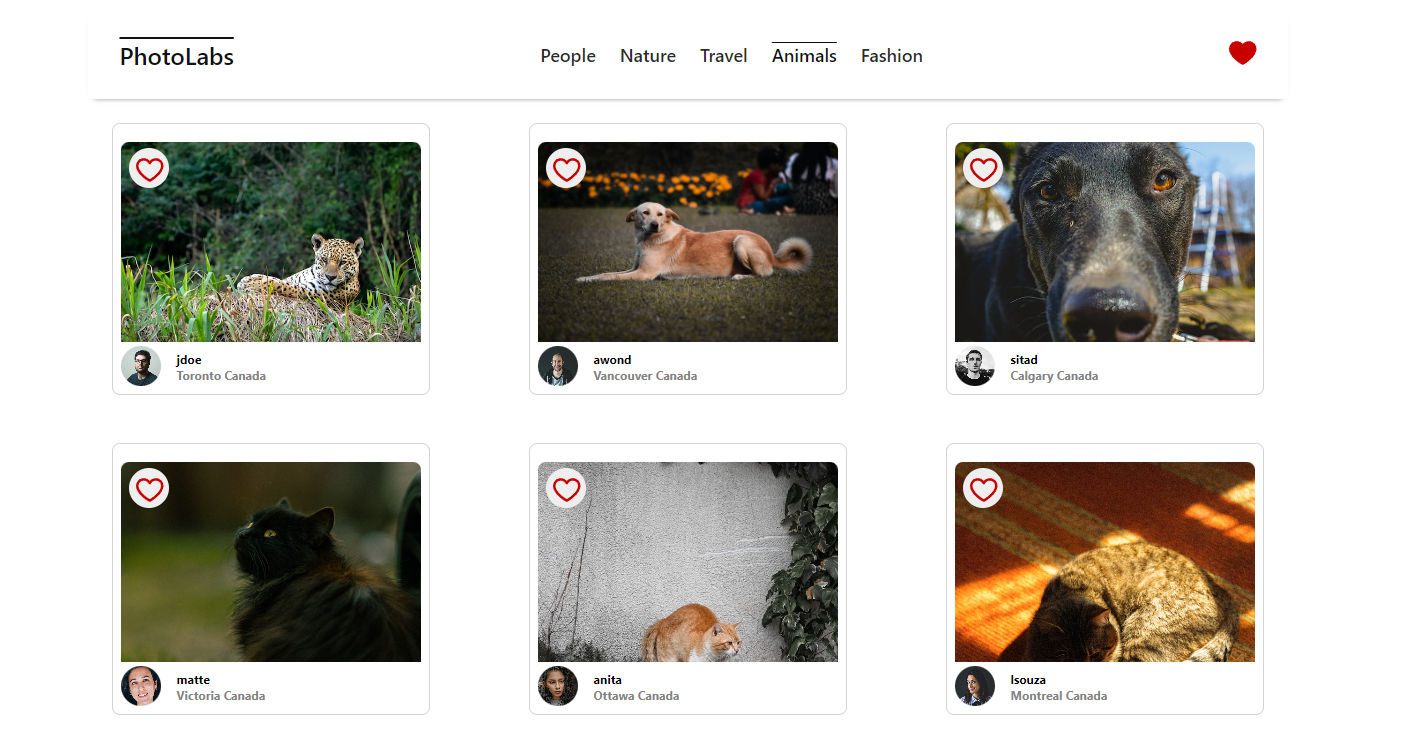 PhotoLabs
People Nature Travel Animals Fashion
jdoe
Toronto Canada
awond
Vancouver Canada
sitad
Calgary Canada
matte
Victoria Canada
anita
Ottawa Canada
lsouza
Montreal Canada